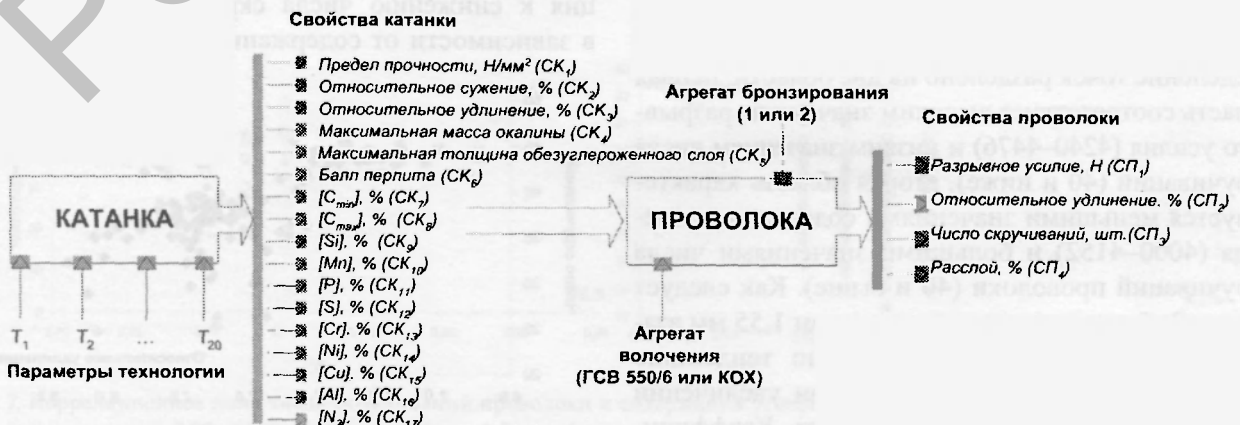 Свойства катанки
Предел прочности, Н/мм² (СК₁)
Относительное сужение, % (СК₂)
Относительное удлинение, % (СК₃)
Максимальная масса окалины (СК₄)
Максимальная толщина обезуглероженного слоя (СК₅)
Балл перлита (СК₆)
[C_min], % (СК₇)
[C_max], % (СК₈)
[Si], % (СК₉)
[Mn], % (СК₁₀)
[P], % (СК₁₁)
[S], % (СК₁₂)
[Cr]. % (СК₁₃)
[Ni], % (СК₁₄)
[Cu]. % (СК₁₅)
[Al], % (СК₁₆)
[N₂]. % (СК₁₇)
КАТАНКА
T₁ T₂ ... T₂₀
Параметры технологии
Агрегат бронзирования
(1 или 2)
ПРОВОЛОКА
Агрегат
волочения
(ГСВ 550/6 или КОХ)
Свойства проволоки
Разрывное усилие, Н (СП₁)
Относительное удлинение. % (СП₂)
Число скручиваний, шт.(СП₃)
Расслой, % (СП₄)